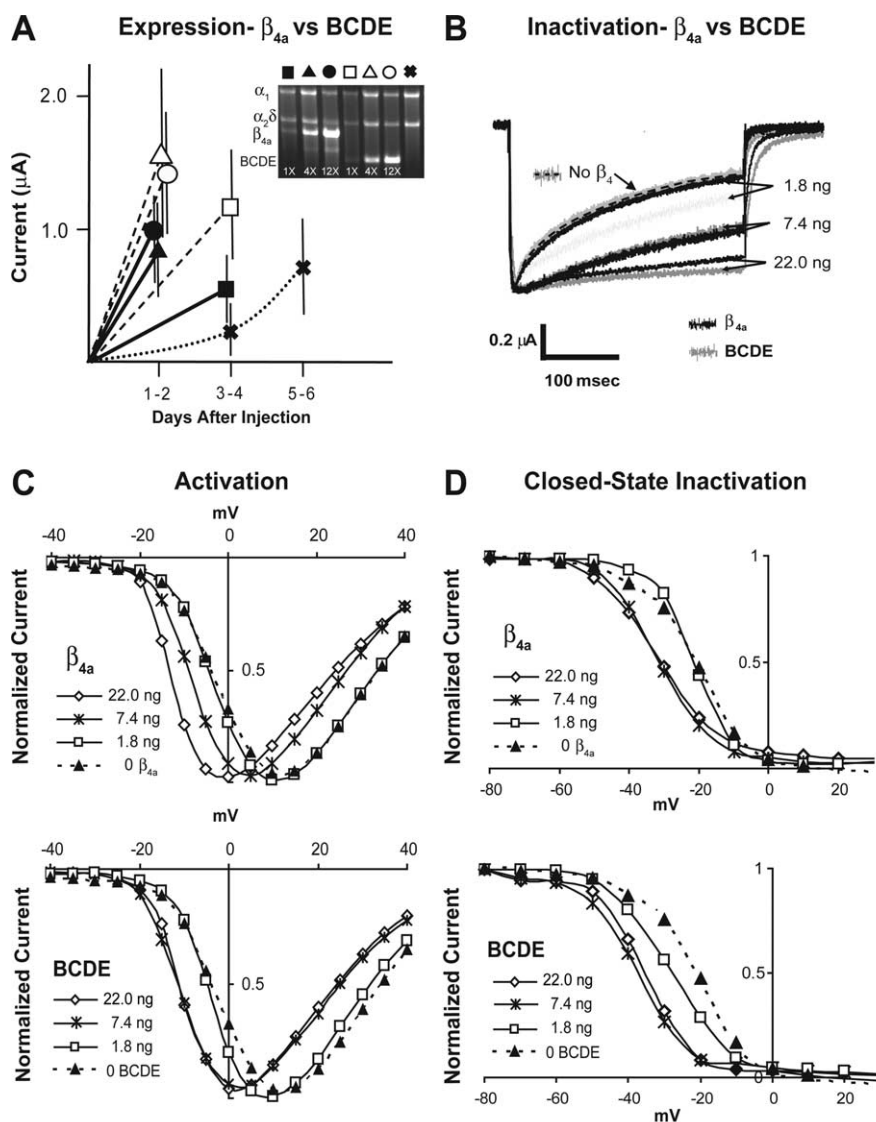 A Expression- β4a vs BCDE
2.0
1.0
Current (μA)
1-2 3-4 5-6
Days After Injection
α1
α2δ
β4a
BCDE
1X 4X 12X 1X 4X 12X
B Inactivation- β4a vs BCDE
No β4
1.8 ng
7.4 ng
22.0 ng
β4a
BCDE
0.2 μA
100 msec
C Activation
mV
-40 -20 0 20 40
Normalized Current
0.5
β4a
22.0 ng
7.4 ng
1.8 ng
0 β4a
mV
-40 -20 0 20 40
Normalized Current
0.5
BCDE
22.0 ng
7.4 ng
1.8 ng
0 BCDE
D Closed-State Inactivation
Normalized Current
1
0.5
β4a
22.0 ng
7.4 ng
1.8 ng
0 β4a
-80 -60 -40 -20 0 20
mV
Normalized Current
1
0.5
1
BCDE
22.0 ng
7.4 ng
1.8 ng
0 BCDE
-80 -60 -40 -20 0 20
mV